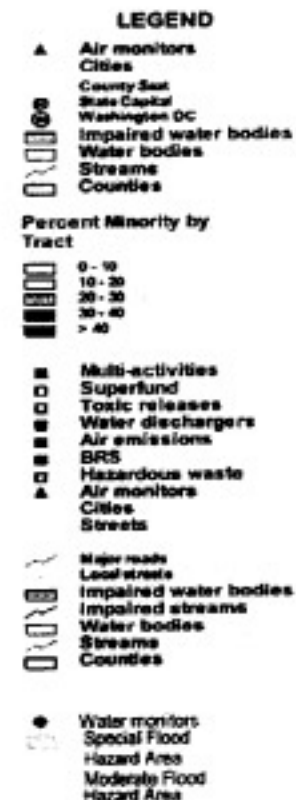 LEGEND
Air monitors
Cities
County Seat
State Capital
Washington DC
Impaired water bodies
Water bodies
Streams
Counties
Percent Minority by
Tract
0 - 10
10 - 20
20 - 30
30 - 40
> 40
Multi-activities
Superfund
Toxic releases
Water dischargers
Air emissions
BRS
Hazardous waste
Air monitors
Cities
Streets
Major roads
Local streets
Impaired water bodies
Impaired streams
Water bodies
Streams
Counties
Water monitors
Special Flood
Hazard Area
Moderate Flood
Hazard Area